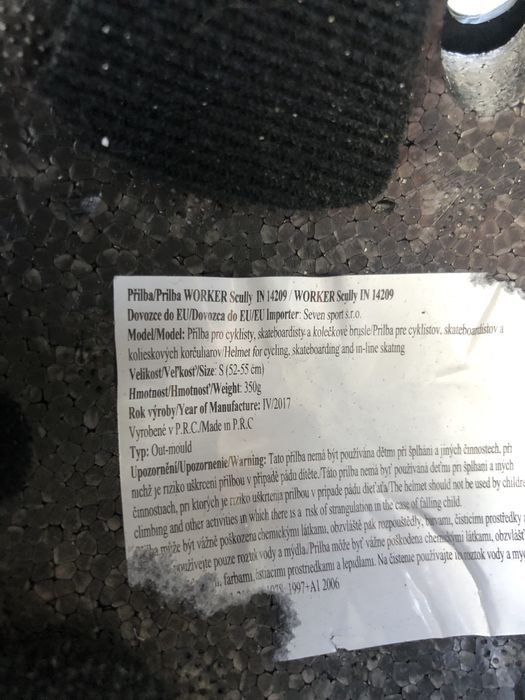 Přilba/Prilba WORKER Scully IN 14209 / WORKER Scully IN 14209
Dovozce do EU/Dovozca do EU/EU Importer: Seven sport s.r.o.
Model/Model: Přilba pro cyklisty, skateboardisty a kolečkové brusle/Prilba pre cyklistov, skateboardistov a
kolieskových korčuliarov/Helmet for cycling, skateboarding and in-line skating
Velikost/Veľkosť/Size: S (52-55 cm)
Hmotnost/Hmotnosť/Weight: 350g
Rok výroby/Year of Manufacture: IV/2017
Vyrobené v P.R.C./Made in P.R.C
Typ: Out-mould
Upozornění/Upozornenie/Warning: Tato přilba nemá být používána dětmi při šplhání a jiných činnostech, při
nichž je riziko uškrcení přilbou v případě pádu dítěte./Táto prilba nemá byť používaná deťmi pri šplhaní a iných
činnostiach, pri ktorých je riziko uškrtenia prilbou v prípade pádu dieťaťa/The helmet should not be used by childre
climbing and other activities in which there is a risk of strangulation in the case of falling child.
může být vážně poškozena chemickými látkami, obzvláště pak rozpouštědly, barvami, čisticími prostředky a
používejte pouze roztok vody a mýdla./Prilba môže byť vážne poškodena chemickými látkami, obzvlášť
farbami, čistiacimi prostriedkami a lepidlami. Na čistenie používajte roztok vody a myd
1078: 1997+A1 2006